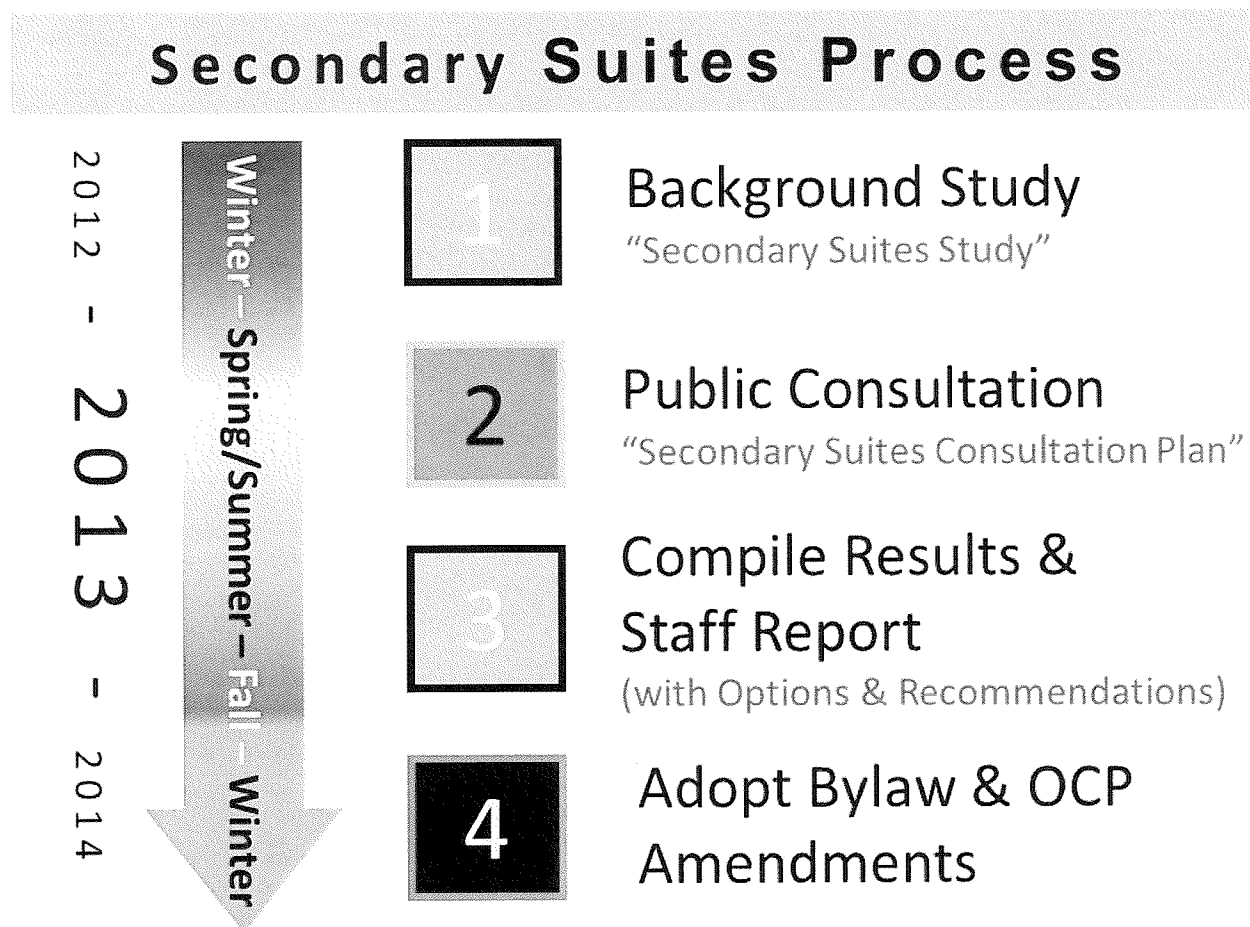 Secondary Suites Process
2012 - 2013 - 2014
Winter – Spring/Summer – Fall – Winter
1
Background Study
“Secondary Suites Study”
2
Public Consultation
“Secondary Suites Consultation Plan”
3
Compile Results &
Staff Report
(with Options & Recommendations)
4
Adopt Bylaw & OCP
Amendments